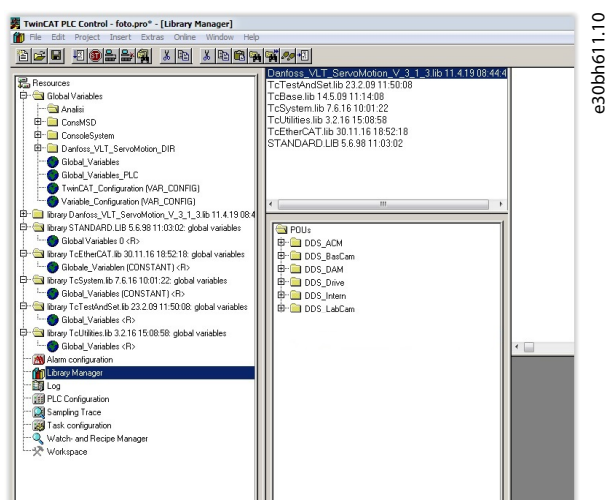 TwinCAT PLC Control - foto.pro* - [Library Manager]
File Edit Project Insert Extras Online Window Help
Resources
Global Variables
Analisi
ConsMSD
ConsoleSystem
Danfoss_VLT_ServoMotion_DIR
Global_Variables
Global_Variables_PLC
TwinCAT_Configuration (VAR_CONFIG)
Variable_Configuration (VAR_CONFIG)
library Danfoss_VLT_ServoMotion_V_3_1_3.lib 11.4.19 08:4
library STANDARD.LIB 5.6.98 11:03:02: global variables
Global Variables 0 <R>
library TcEtherCAT.lib 30.11.16 18:52:18: global variables
Globale_Variablen (CONSTANT) <R>
library TcSystem.lib 7.6.16 10:01:22: global variables
Global_Variables (CONSTANT) <R>
library TcTestAndSet.lib 23.2.09 11:50:08: global variables
Global_Variables <R>
library TcUtilities.lib 3.2.16 15:08:58: global variables
Global_Variables <R>
Alarm configuration
Library Manager
Log
PLC Configuration
Sampling Trace
Task configuration
Watch- and Recipe Manager
Workspace
Danfoss_VLT_ServoMotion_V_3_1_3.lib 11.4.19 08:44:4
TcTestAndSet.lib 23.2.09 11:50:08
TcBase.lib 14.5.09 11:14:08
TcSystem.lib 7.6.16 10:01:22
TcUtilities.lib 3.2.16 15:08:58
TcEtherCAT.lib 30.11.16 18:52:18
STANDARD.LIB 5.6.98 11:03:02
POUs
DDS_ACM
DDS_BasCam
DDS_DAM
DDS_Drive
DDS_Intern
DDS_LabCam
e30bh611.10